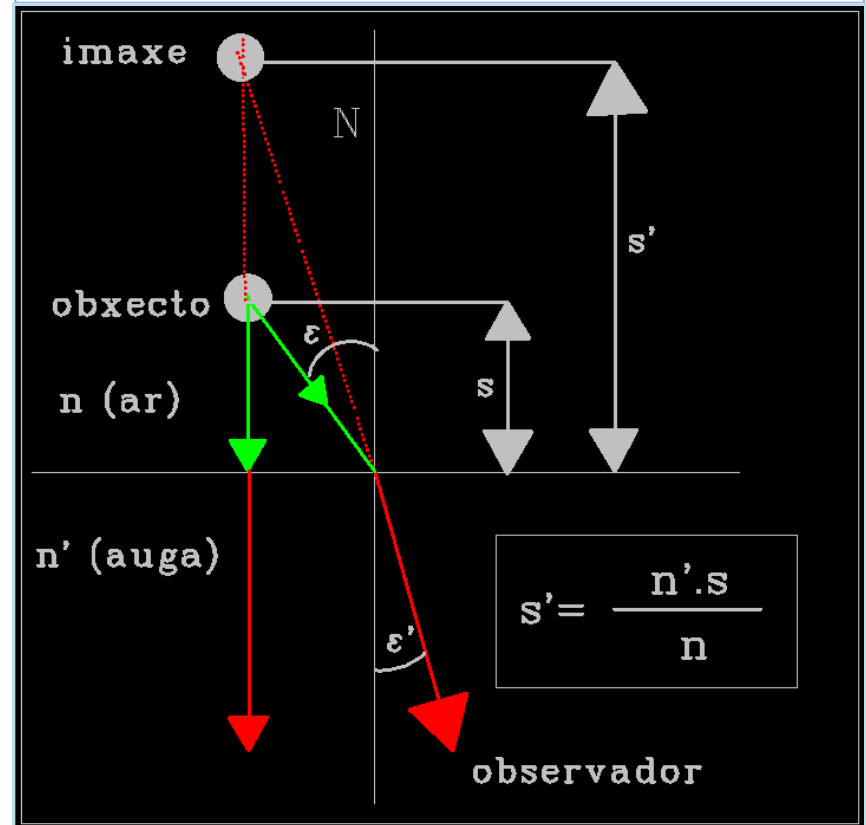 imaxe
N
s'
obxecto
ε
s
n (ar)
n' (auga)
s'= n'.s
n
ε'
observador